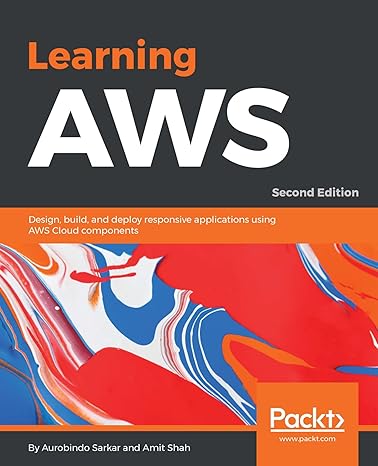 Learning
AWS
Second Edition
Design, build, and deploy responsive applications using
AWS Cloud components
Packt>
www.packt.com
By Aurobindo Sarkar and Amit Shah